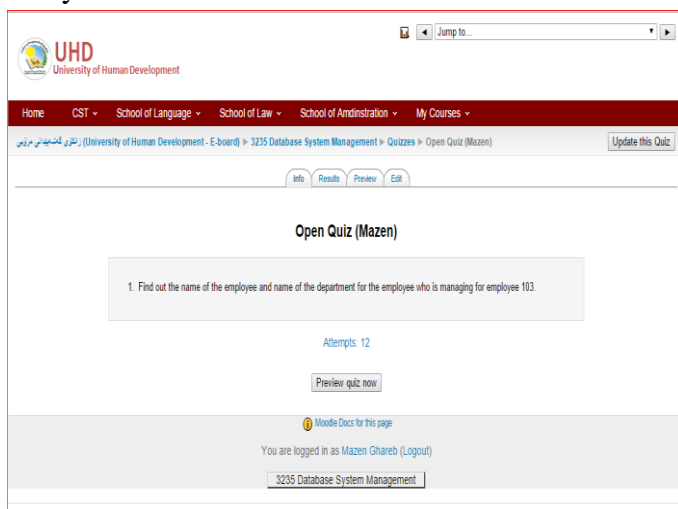 Jump to...
UHD
University of Human Development
Home CST School of Language School of Law School of Amdinstration My Courses
(University of Human Development - E-board) ► 3235 Database System Management ► Quizzes ► Open Quiz (Mazen) Update this Quiz
Info Results Preview Edit
Open Quiz (Mazen)
1. Find out the name of the employee and name of the department for the employee who is managing for employee 103.
Attempts: 12
Preview quiz now
Moodle Docs for this page
You are logged in as Mazen Ghareb (Logout)
3235 Database System Management